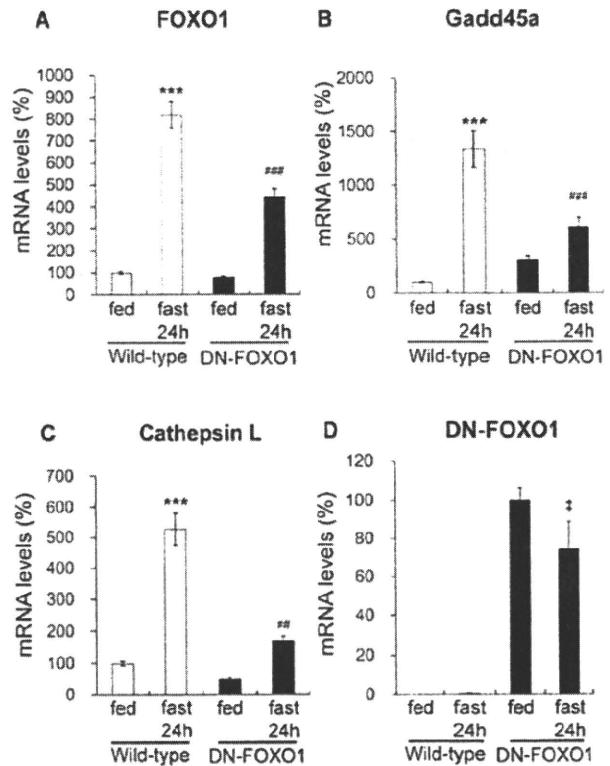 A FOXO1
mRNA levels (%)
1000
900
800
700
600
500
400
300
200
100
0
***
###
fed fast fed fast
24h 24h
Wild-type DN-FOXO1
B Gadd45a
mRNA levels (%)
2000
1500
1000
500
0
***
###
fed fast fed fast
24h 24h
Wild-type DN-FOXO1
C Cathepsin L
mRNA levels (%)
700
600
500
400
300
200
100
0
***
##
fed fast fed fast
24h 24h
Wild-type DN-FOXO1
D DN-FOXO1
mRNA levels (%)
120
100
80
60
40
20
0
‡
fed fast fed fast
24h 24h
Wild-type DN-FOXO1